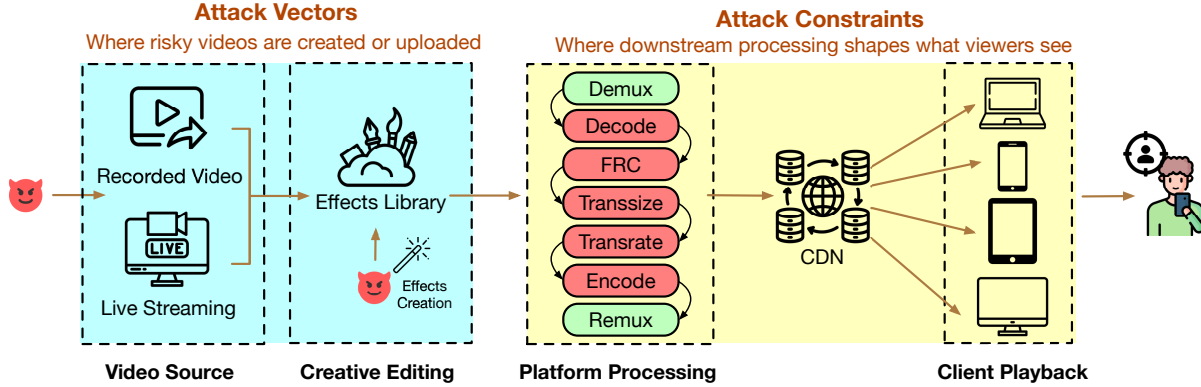 Attack Vectors
Where risky videos are created or uploaded
Attack Constraints
Where downstream processing shapes what viewers see
Recorded Video
LIVE
Live Streaming
Effects Library
Effects
Creation
Demux
Decode
FRC
Transsize
Transrate
Encode
Remux
CDN
Video Source
Creative Editing
Platform Processing
Client Playback